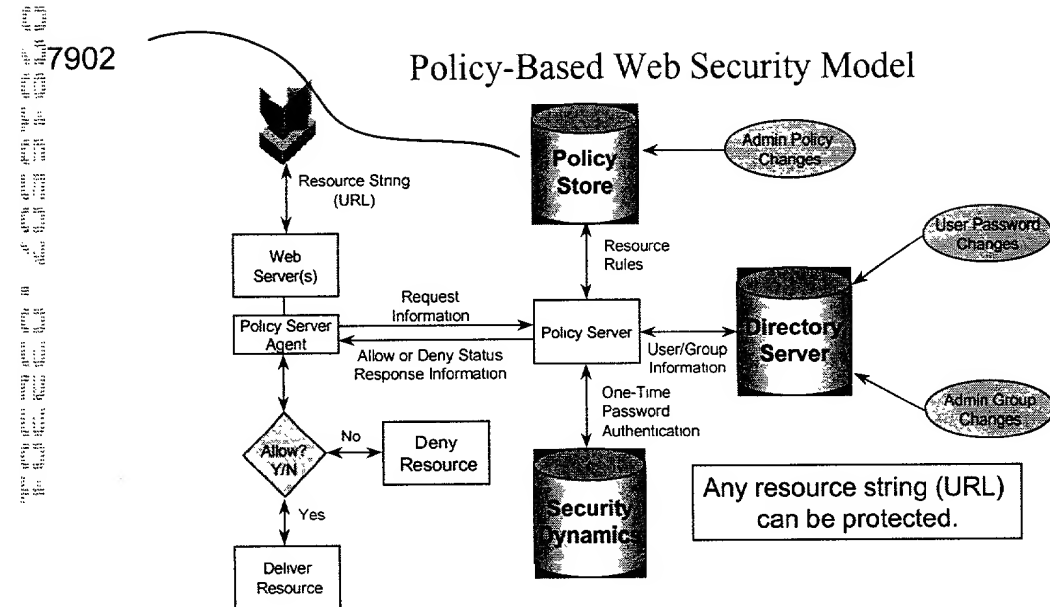 7902
Policy-Based Web Security Model
Resource String
(URL)
Policy
Store
Admin Policy
Changes
Web
Server(s)
Resource
Rules
User Password
Changes
Policy Server
Agent
Request
Information
Allow or Deny Status
Response Information
Policy Server
User/Group
Information
Directory
Server
One-Time
Password
Authentication
Admin Group
Changes
Allow?
Y/N
No
Deny
Resource
Yes
Security
Dynamics
Any resource string (URL)
can be protected.
Deliver
Resource